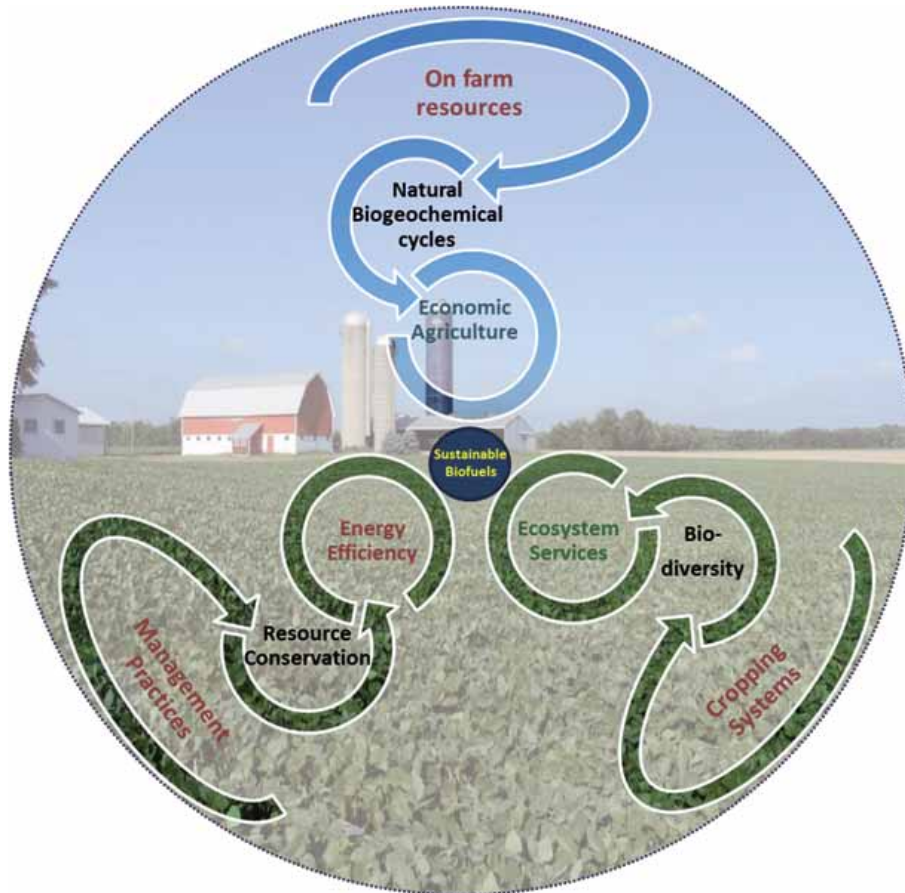 On farm
resources
Natural
Biogeochemical
cycles
Economic
Agriculture
Sustainable
Biofuels
Energy
Efficiency
Ecosystem
Services
Bio-
diversity
Resource
Conservation
Management
Practices
Cropping
Systems